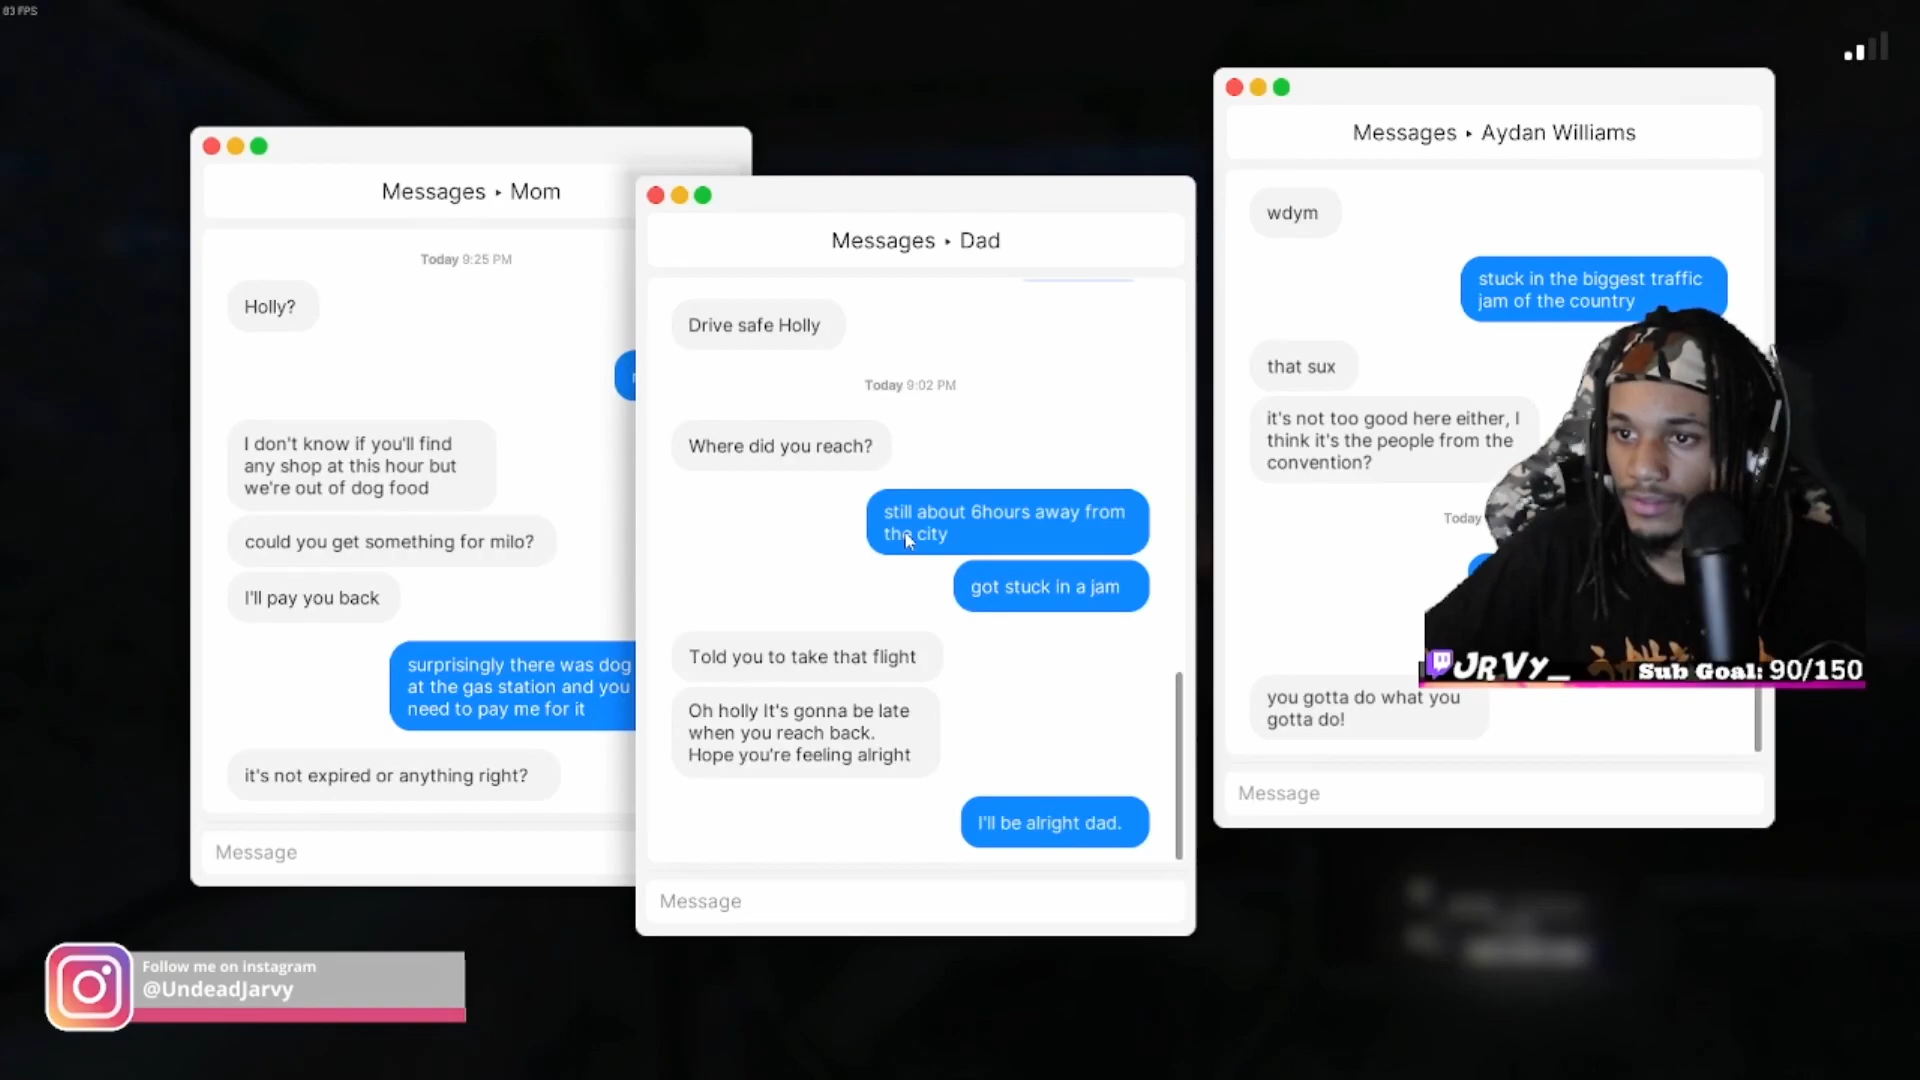 83 FPS
Messages ‣ Mom
Today 9:25 PM
Holly?
I don't know if you'll find
any shop at this hour but
we're out of dog food
could you get something for milo?
I'll pay you back
surprisingly there was dog
at the gas station and you
need to pay me for it
it's not expired or anything right?
Message
Messages ‣ Dad
Drive safe Holly
Today 9:02 PM
Where did you reach?
still about 6hours away from
the city
got stuck in a jam
Told you to take that flight
Oh holly It's gonna be late
when you reach back.
Hope you're feeling alright
I'll be alright dad.
Message
Messages ‣ Aydan Williams
wdym
stuck in the biggest traffic
jam of the country
that sux
it's not too good here either, I
think it's the people from the
convention?
Today
you gotta do what you
gotta do!
Message
JRVY_
Sub Goal: 90/150
Follow me on instagram
@UndeadJarvy